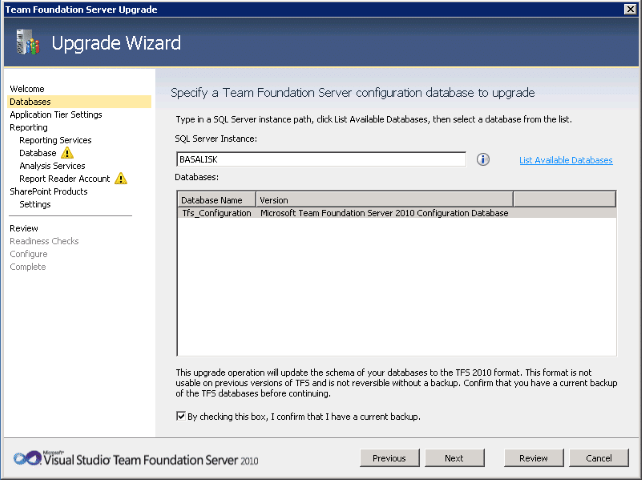 Team Foundation Server Upgrade
Upgrade Wizard
Welcome
Databases
Application Tier Settings
Reporting
Reporting Services
Database
Analysis Services
Report Reader Account
SharePoint Products
Settings
Review
Readiness Checks
Configure
Complete
Specify a Team Foundation Server configuration database to upgrade
Type in a SQL Server instance path, click List Available Databases, then select a database from the list.
SQL Server Instance:
BASALISK
List Available Databases
Databases:
Database Name Version
Tfs_Configuration Microsoft Team Foundation Server 2010 Configuration Database
This upgrade operation will update the schema of your databases to the TFS 2010 format. This format is not
usable on previous versions of TFS and is not reversible without a backup. Confirm that you have a current backup
of the TFS databases before continuing.
By checking this box, I confirm that I have a current backup.
Microsoft
Visual Studio Team Foundation Server 2010
Previous Next Review Cancel